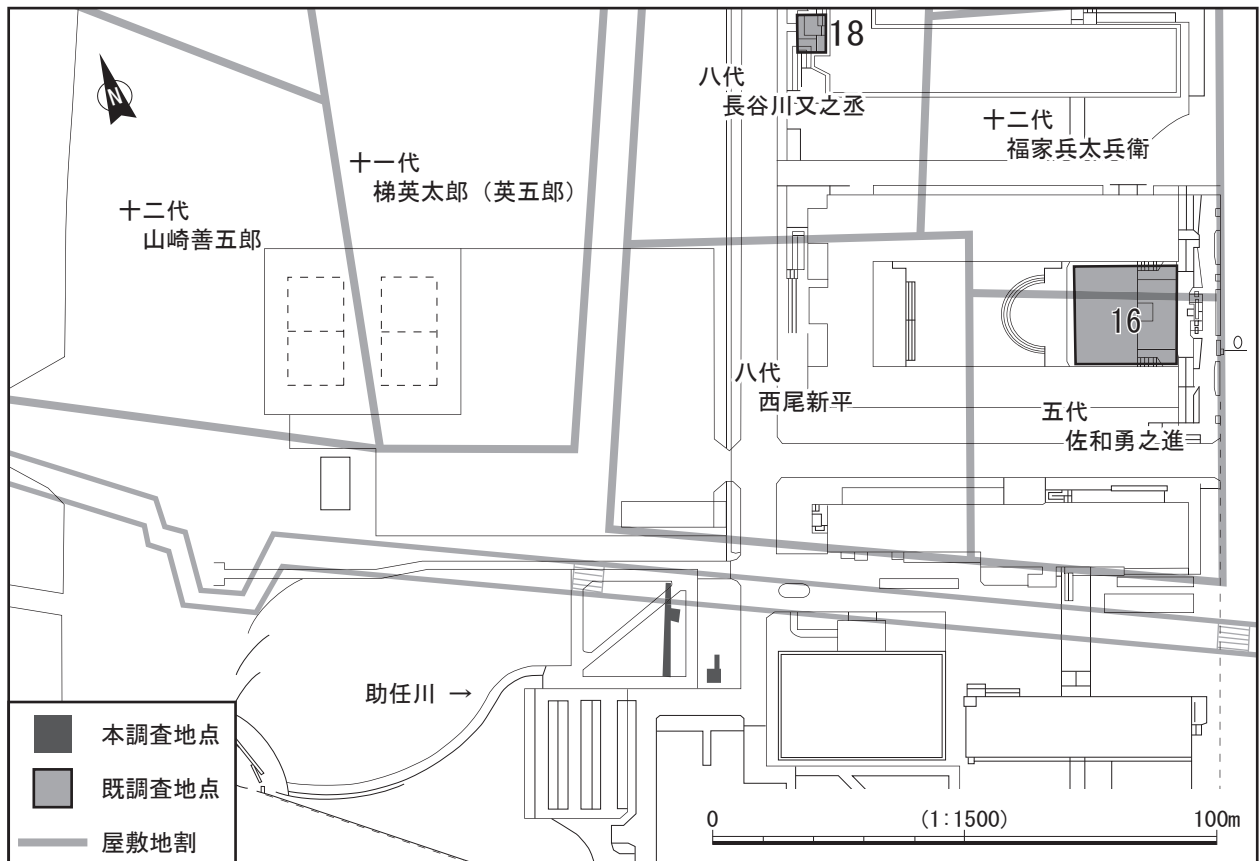 N
18
八代
長谷川又之丞
十二代
福家兵太兵衛
十一代
梯英太郎（英五郎）
十二代
山崎善五郎
16
八代
西尾新平
五代
佐和勇之進
助任川 →
本調査地点
既調査地点
屋敷地割
0 (1:1500) 100m